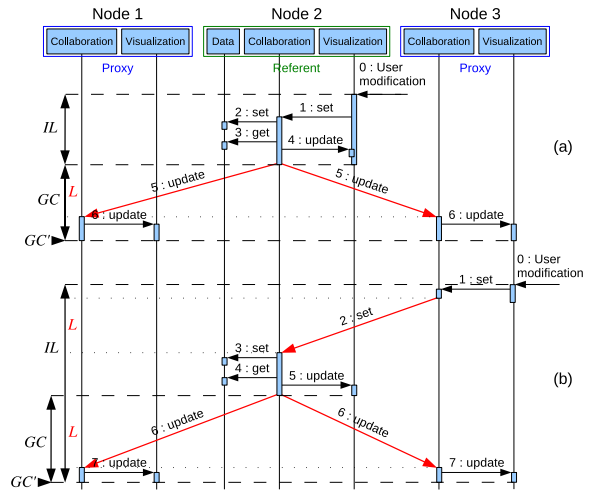 Node 1 Node 2 Node 3
Collaboration Visualization Data Collaboration Visualization Collaboration Visualization
Proxy Referent Proxy
0 : User
modification
2 : set 1 : set
IL 3 : get
4 : update
(a)
5 : update 5 : update
GC L
6 : update 6 : update
GC'
0 : User
modification
1 : set
L 2 : set
IL 3 : set
4 : get
5 : update
(b)
6 : update 6 : update
GC L
7 : update 7 : update
GC'